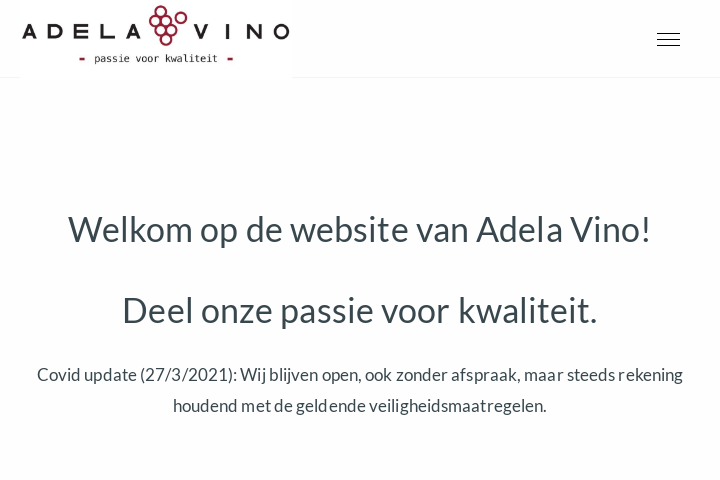 ADELA VINO
- passie voor kwaliteit -
Welkom op de website van Adela Vino!
Deel onze passie voor kwaliteit.
Covid update (27/3/2021): Wij blijven open, ook zonder afspraak, maar steeds rekening
houdend met de geldende veiligheidsmaatregelen.